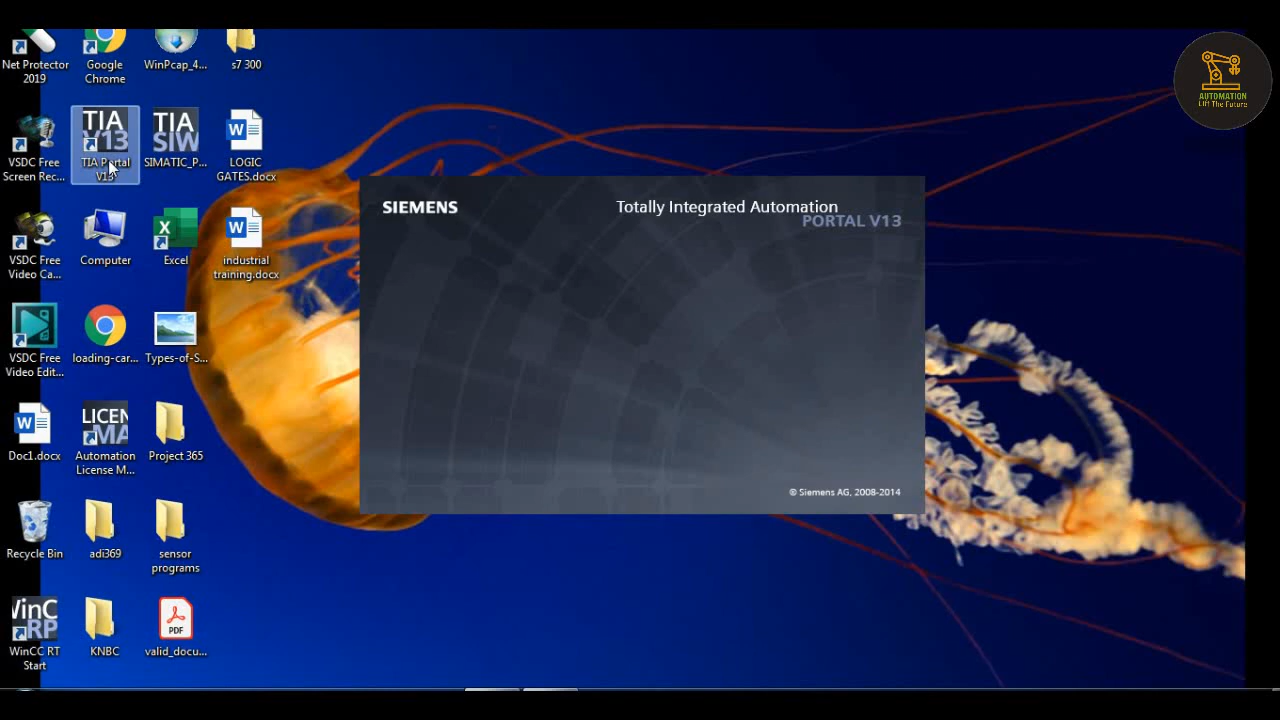 Net Protector
2019
Google
Chrome
WinPcap_4...
s7 300
AUTOMATION
Lift The Future
TIA
V13
TIA
SIW
VSDC Free
Screen Rec...
TIA Portal
V13
SIMATIC_P...
LOGIC
GATES.docx
SIEMENS
Totally Integrated Automation
PORTAL V13
VSDC Free
Video Ca...
Computer
Excel
industrial
training.docx
VSDC Free
Video Edit...
loading-car...
Types-of-S...
LICEN
MA
Doc1.docx
Automation
License M...
Project 365
© Siemens AG, 2008-2014
Recycle Bin
adi369
sensor
programs
WinC
RP
PDF
WinCC RT
Start
KNBC
valid_docu...